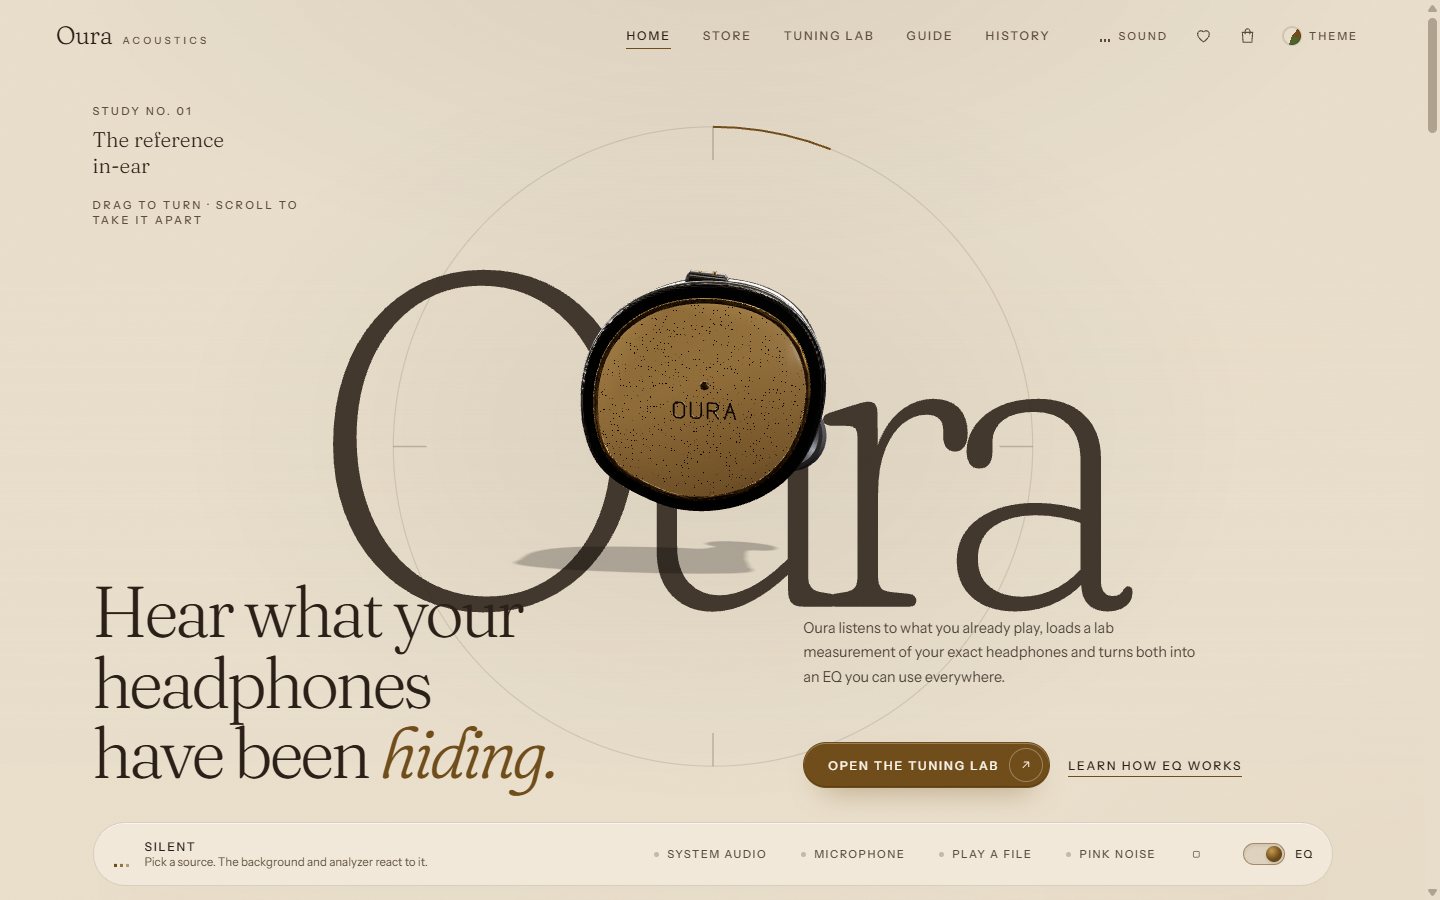 Oura ACOUSTICS
HOME STORE TUNING LAB GUIDE HISTORY SOUND THEME
STUDY NO. 01
The reference
in-ear
DRAG TO TURN · SCROLL TO
TAKE IT APART
Oura
OURA
Hear what your
headphones
have been hiding.
Oura listens to what you already play, loads a lab
measurement of your exact headphones and turns both into
an EQ you can use everywhere.
OPEN THE TUNING LAB LEARN HOW EQ WORKS
SILENT
Pick a source. The background and analyzer react to it.
SYSTEM AUDIO MICROPHONE PLAY A FILE PINK NOISE EQ